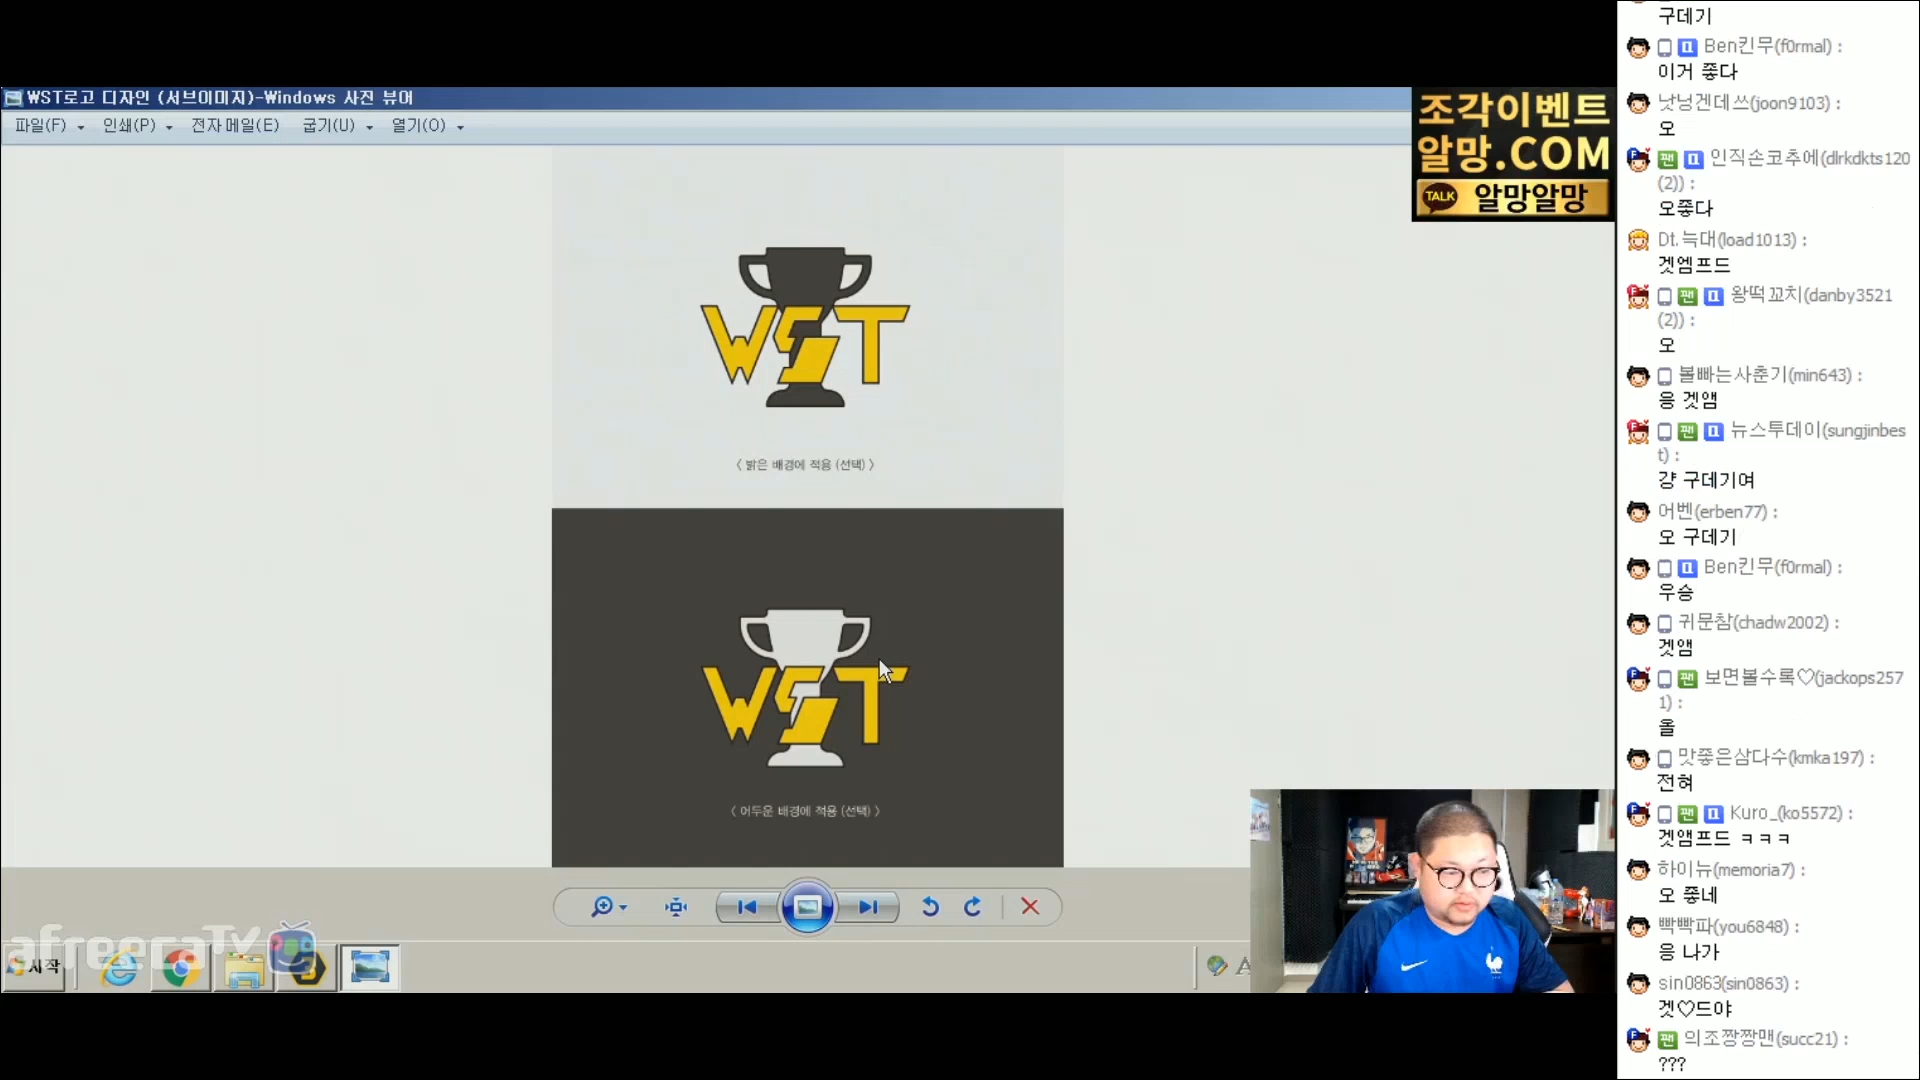 WST로고 디자인 (서브이미지)-Windows 사진 뷰어
파일(F) 인쇄(P) 전자 메일(E) 굽기(U) 열기(O)
조각이벤트
알망.COM
TALK 알망알망
WST
〈 밝은 배경에 적용 (선택) 〉
WST
〈 어두운 배경에 적용 (선택) 〉
afreecaTV
시작
구데기
Ben킨무(f0rmal) :
이거 좋다
낫닝겐데쓰(joon9103) :
오
팬 인직손코추에(dlrkdkts120
(2)) :
오좋다
Dt.늑대(load1013) :
겟엠프드
팬 왕떡꼬치(danby3521
(2)) :
오
볼빠는사춘기(min643) :
응 겟앰
팬 뉴스투데이(sungjinbes
t) :
걍 구데기여
어벤(erben77) :
오 구데기
Ben킨무(f0rmal) :
우승
귀문참(chadw2002) :
겟앰
팬 보면볼수록♡(jackops257
1) :
올
맛좋은삼다수(kmka197) :
전혀
팬 Kuro_(ko5572) :
겟앰프드 ㅋㅋㅋ
하이뉴(memoria7) :
오 좋네
빡빡파(you6848) :
응 나가
sin0863(sin0863) :
겟♡드야
팬 의조짱짱맨(succ21) :
???